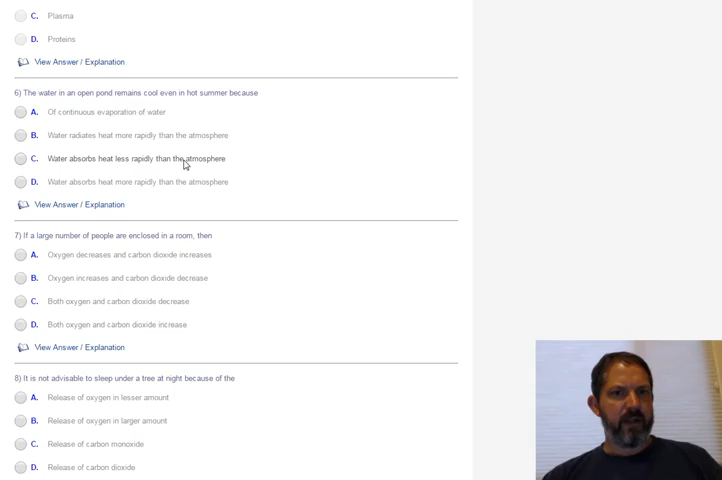 C. Plasma
D. Proteins
View Answer / Explanation
6) The water in an open pond remains cool even in hot summer because
A. Of continuous evaporation of water
B. Water radiates heat more rapidly than the atmosphere
C. Water absorbs heat less rapidly than the atmosphere
D. Water absorbs heat more rapidly than the atmosphere
View Answer / Explanation
7) If a large number of people are enclosed in a room, then
A. Oxygen decreases and carbon dioxide increases
B. Oxygen increases and carbon dioxide decrease
C. Both oxygen and carbon dioxide decrease
D. Both oxygen and carbon dioxide increase
View Answer / Explanation
8) It is not advisable to sleep under a tree at night because of the
A. Release of oxygen in lesser amount
B. Release of oxygen in larger amount
C. Release of carbon monoxide
D. Release of carbon dioxide